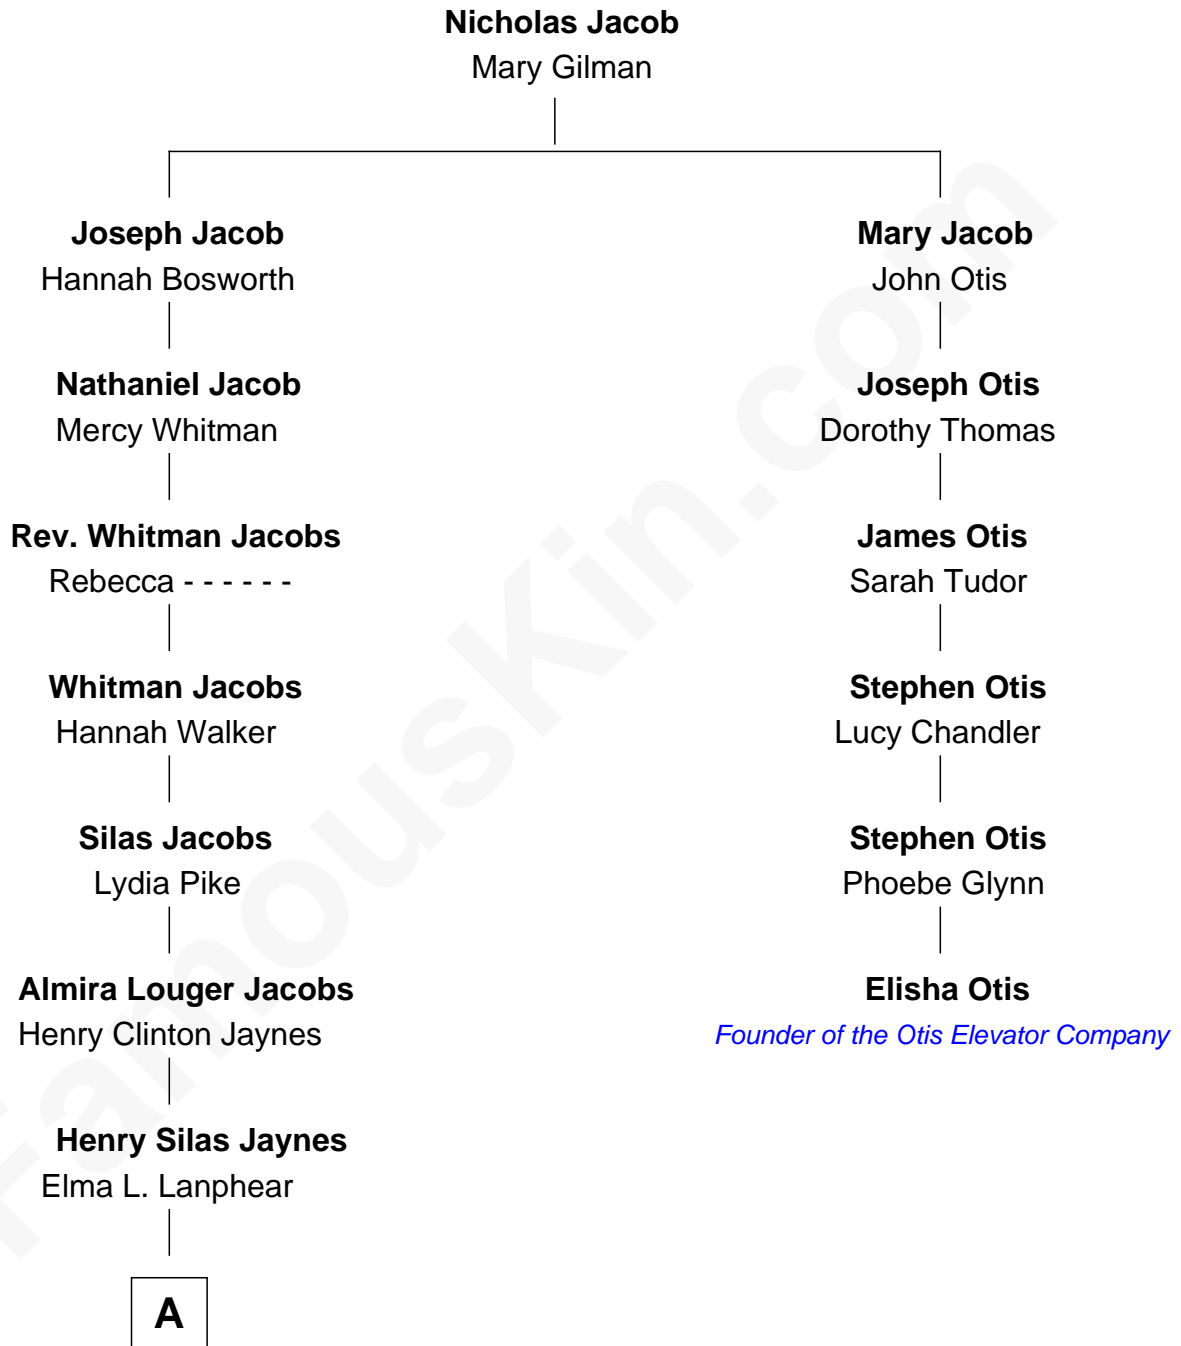 Nicholas Jacob
Mary Gilman
Joseph Jacob
Hannah Bosworth
Mary Jacob
John Otis
Nathaniel Jacob
Mercy Whitman
Joseph Otis
Dorothy Thomas
Rev. Whitman Jacobs
Rebecca - - - - - -
James Otis
Sarah Tudor
Whitman Jacobs
Hannah Walker
Stephen Otis
Lucy Chandler
Silas Jacobs
Lydia Pike
Stephen Otis
Phoebe Glynn
Almira Louger Jacobs
Henry Clinton Jaynes
Elisha Otis
Founder of the Otis Elevator Company
Henry Silas Jaynes
Elma L. Lanphear
A
FamousKin.com